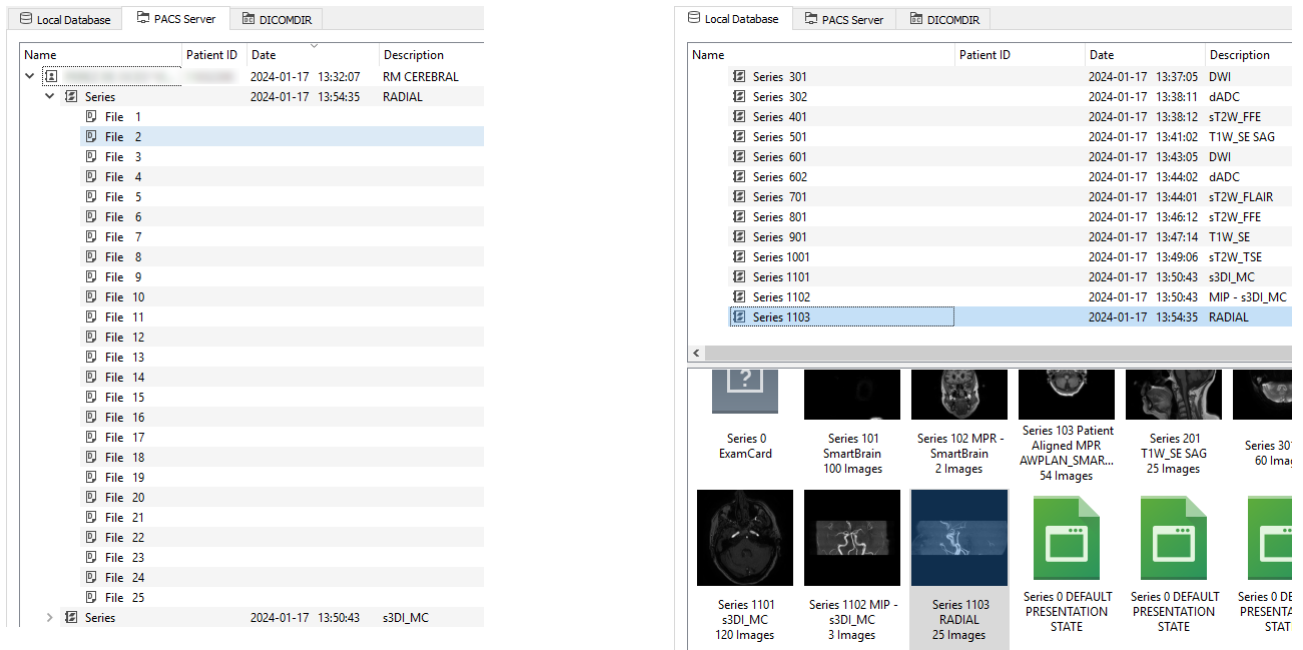 Local Database PACS Server DICOMDIR
Name Patient ID Date Description
2024-01-17 13:32:07 RM CEREBRAL
Series 2024-01-17 13:54:35 RADIAL
File 1
File 2
File 3
File 4
File 5
File 6
File 7
File 8
File 9
File 10
File 11
File 12
File 13
File 14
File 15
File 16
File 17
File 18
File 19
File 20
File 21
File 22
File 23
File 24
File 25
Series 2024-01-17 13:50:43 s3DI_MC
Local Database PACS Server DICOMDIR
Name Patient ID Date Description
Series 301 2024-01-17 13:37:05 DWI
Series 302 2024-01-17 13:38:11 dADC
Series 401 2024-01-17 13:38:12 sT2W_FFE
Series 501 2024-01-17 13:41:02 T1W_SE SAG
Series 601 2024-01-17 13:43:05 DWI
Series 602 2024-01-17 13:44:02 dADC
Series 701 2024-01-17 13:44:01 sT2W_FLAIR
Series 801 2024-01-17 13:46:12 sT2W_FFE
Series 901 2024-01-17 13:47:14 T1W_SE
Series 1001 2024-01-17 13:49:06 sT2W_TSE
Series 1101 2024-01-17 13:50:43 s3DI_MC
Series 1102 2024-01-17 13:50:43 MIP - s3DI_MC
Series 1103 2024-01-17 13:54:35 RADIAL
?
Series 0
ExamCard
Series 101
SmartBrain
100 Images
Series 102 MPR -
SmartBrain
2 Images
Series 103 Patient
Aligned MPR
AWPLAN_SMAR...
54 Images
Series 201
T1W_SE SAG
25 Images
Series 30
60 Ima
Series 1101
s3DI_MC
120 Images
Series 1102 MIP -
s3DI_MC
3 Images
Series 1103
RADIAL
25 Images
Series 0 DEFAULT
PRESENTATION
STATE
Series 0 DEFAULT
PRESENTATION
STATE
Series 0 DE
PRESENTA
STAT